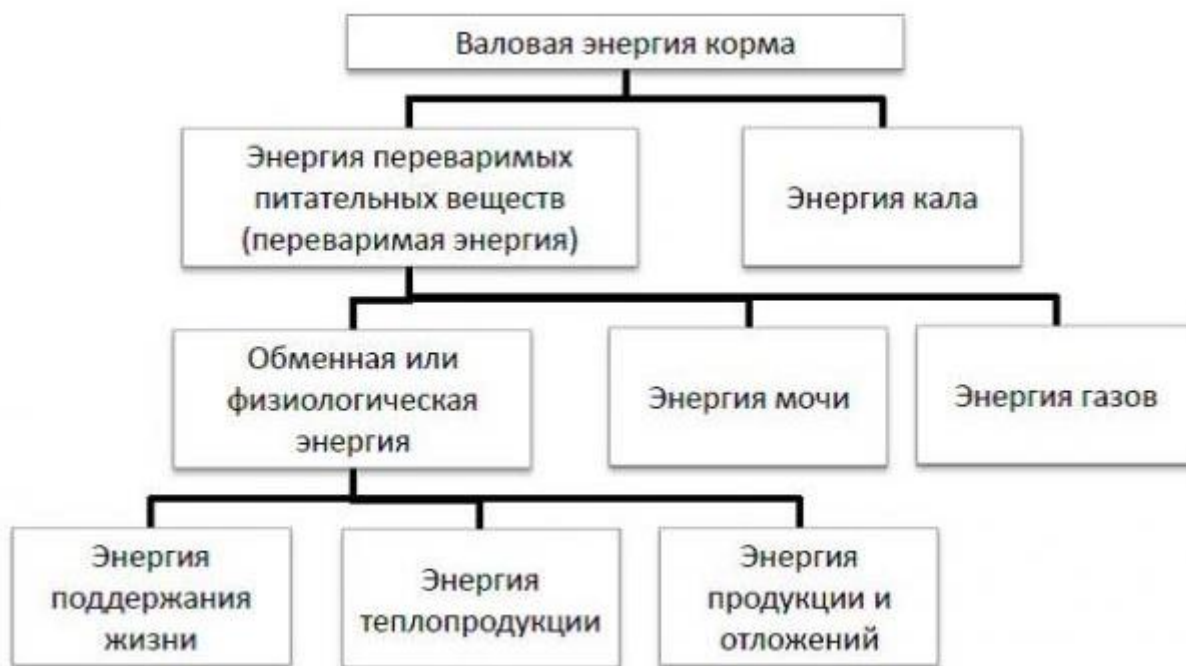 Валовая энергия корма
Энергия переваримых
питательных веществ
(переваримая энергия)
Энергия кала
Обменная или
физиологическая
энергия
Энергия мочи
Энергия газов
Энергия
поддержания
жизни
Энергия
теплопродукции
Энергия
продукции и
отложений